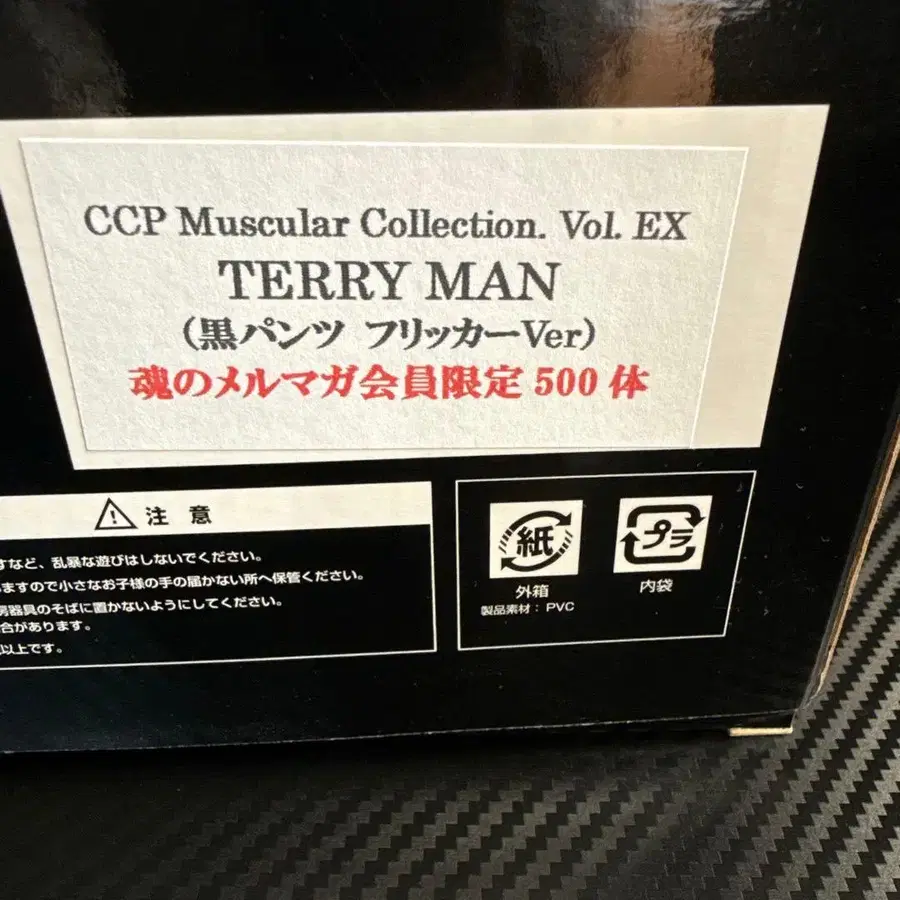 CCP Muscular Collection. Vol. EX
TERRY MAN
(黒パンツ フリッカーVer)
魂のメルマガ会員限定 500 体
注 意
すなど、乱暴な遊びはしないでください。
ますので小さなお子様の手の届かない所へ保管ください。
房器具のそばに置かないようにしてください。
合があります。
以上です。
紙
外箱
プラ
内袋
製品素材: PVC